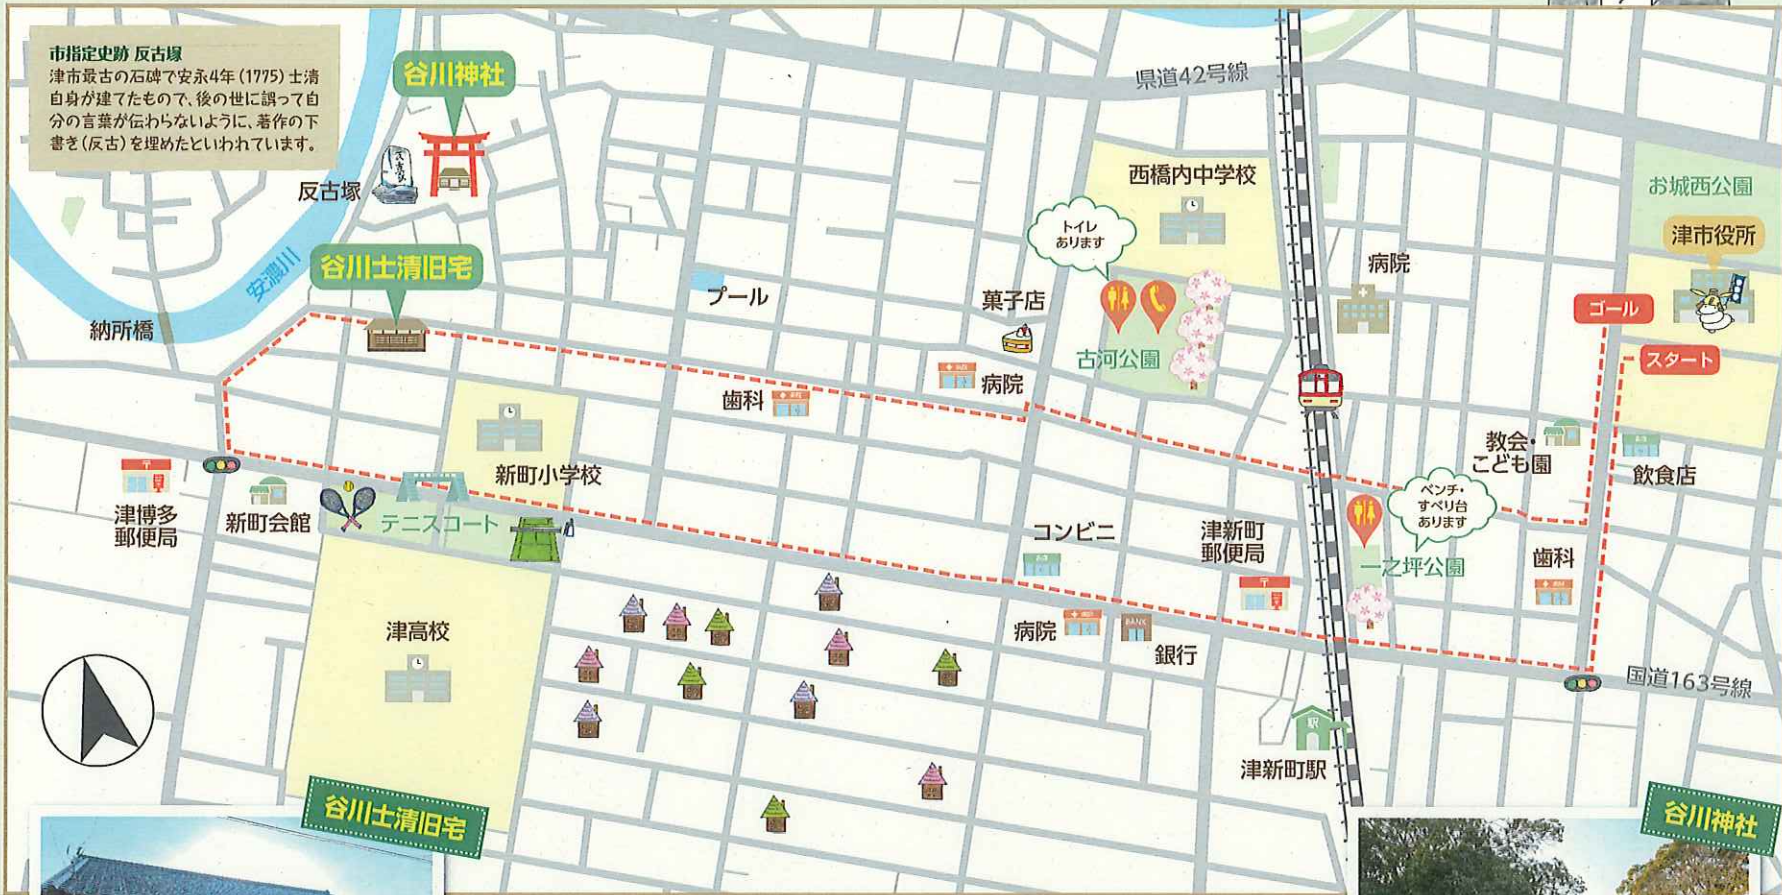 市指定史跡 反古塚
津市最古の石碑で安永4年(1775)士清
自身が建てたもので、後の世に誤って自
分の言葉が伝わらないように、著作の下
書き(反古)を埋めたといわれています。
谷川神社
反古塚
谷川士清旧宅
安濃川
納所橋
県道42号線
西橋内中学校
トイレ
あります
お城西公園
津市役所
病院
プール
菓子店
古河公園
ゴール
スタート
病院
歯科
教会・
こども園
飲食店
新町小学校
ベンチ・
すべり台
あります
津博多
郵便局
新町会館
テニスコート
コンビニ
津新町
郵便局
一之坪公園
歯科
津高校
病院
BANK
銀行
国道163号線
駅
津新町駅
谷川士清旧宅
谷川神社